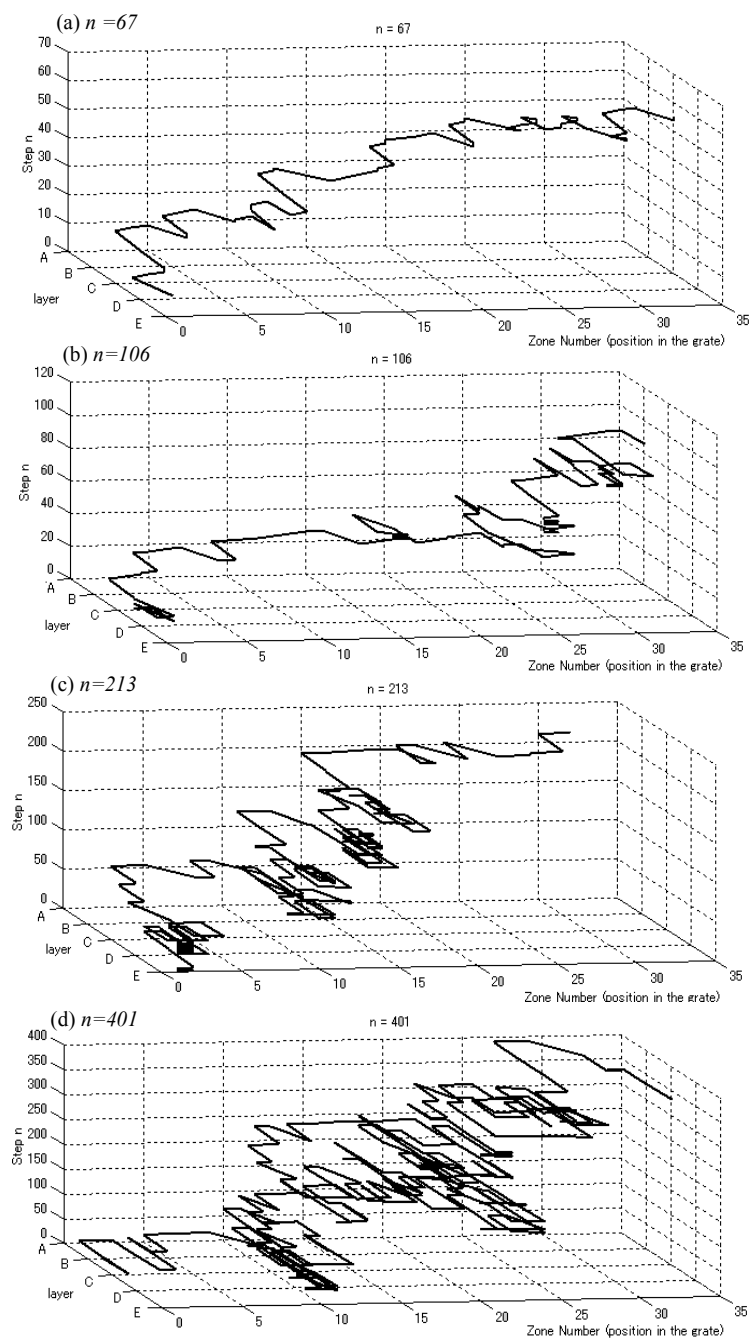 (a) n =67
n = 67
70
60
50
40
30
20
10
0
Step n
A
B
C
D
E
layer
0
5
10
15
20
25
30
35
Zone Number (position in the grate)
(b) n=106
n = 106
120
100
80
60
40
20
0
Step n
A
B
C
D
E
layer
0
5
10
15
20
25
30
35
Zone Number (position in the grate)
(c) n=213
n = 213
250
200
150
100
50
0
Step n
A
B
C
D
E
layer
0
5
10
15
20
25
30
35
Zone Number (position in the grate)
(d) n=401
n = 401
400
350
300
250
200
150
100
50
0
Step n
A
B
C
D
E
layer
0
5
10
15
20
25
30
35
Zone Number (position in the grate)